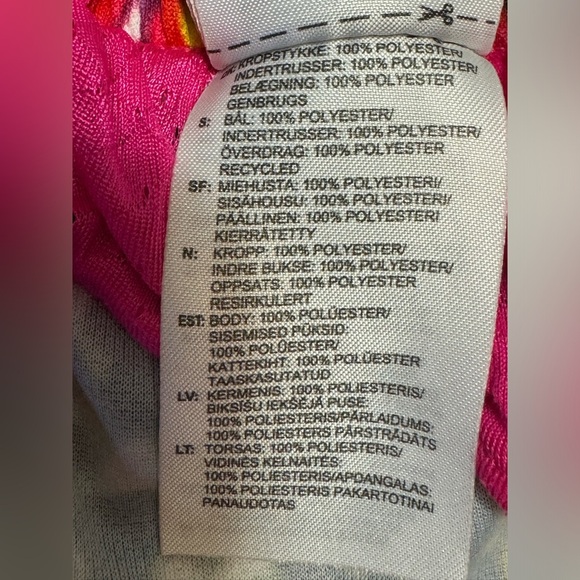 KROPSTYKKE: 100% POLYESTER/
INDERTRUSSER: 100% POLYESTER/
BELÆGNING: 100% POLYESTER
GENBRUGS
S: BÅL: 100% POLYESTER/
INDERTRUSSER: 100% POLYESTER/
ÖVERDRAG: 100% POLYESTER
RECYCLED
SF: MIEHUSTA: 100% POLYESTERI/
SISÄHOUSU: 100% POLYESTERI/
PÄÄLLINEN: 100% POLYESTERI
KIERRÄTETTY
N: KROPP: 100% POLYESTER/
INDRE BUKSE: 100% POLYESTER/
OPPSATS: 100% POLYESTER
RESIRKULERT
EST: BODY: 100% POLÜESTER/
SISEMISED PÜKSID:
100% POLÜESTER/
KATTEKIHT: 100% POLÜESTER
TAASKASUTATUD
LV: ĶERMENIS: 100% POLIESTERIS/
BIKSĪŠU IEKŠĒJĀ PUSE:
100% POLIESTERIS/PĀRLAIDUMS:
100% POLIESTERS PĀRSTRĀDĀTS
LT: TORSAS: 100% POLIESTERIS/
VIDINĖS KELNAITĖS:
100% POLIESTERIS/APDANGALAS:
100% POLIESTERIS PAKARTOTINAI
PANAUDOTAS